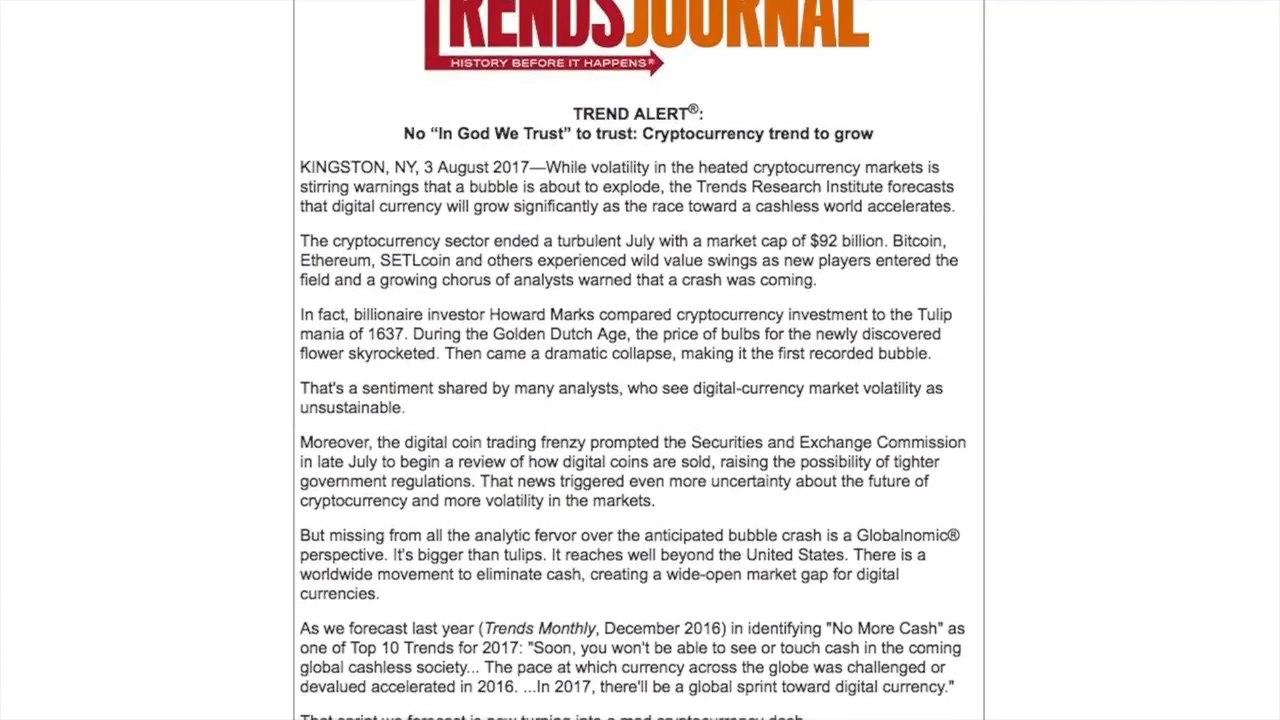 TRENDSJOURNAL
HISTORY BEFORE IT HAPPENS®
TREND ALERT®:
No “In God We Trust” to trust: Cryptocurrency trend to grow
KINGSTON, NY, 3 August 2017—While volatility in the heated cryptocurrency markets is
stirring warnings that a bubble is about to explode, the Trends Research Institute forecasts
that digital currency will grow significantly as the race toward a cashless world accelerates.
The cryptocurrency sector ended a turbulent July with a market cap of $92 billion. Bitcoin,
Ethereum, SETLcoin and others experienced wild value swings as new players entered the
field and a growing chorus of analysts warned that a crash was coming.
In fact, billionaire investor Howard Marks compared cryptocurrency investment to the Tulip
mania of 1637. During the Golden Dutch Age, the price of bulbs for the newly discovered
flower skyrocketed. Then came a dramatic collapse, making it the first recorded bubble.
That's a sentiment shared by many analysts, who see digital-currency market volatility as
unsustainable.
Moreover, the digital coin trading frenzy prompted the Securities and Exchange Commission
in late July to begin a review of how digital coins are sold, raising the possibility of tighter
government regulations. That news triggered even more uncertainty about the future of
cryptocurrency and more volatility in the markets.
But missing from all the analytic fervor over the anticipated bubble crash is a Globalnomic®
perspective. It's bigger than tulips. It reaches well beyond the United States. There is a
worldwide movement to eliminate cash, creating a wide-open market gap for digital
currencies.
As we forecast last year (Trends Monthly, December 2016) in identifying "No More Cash" as
one of Top 10 Trends for 2017: "Soon, you won't be able to see or touch cash in the coming
global cashless society... The pace at which currency across the globe was challenged or
devalued accelerated in 2016. ...In 2017, there'll be a global sprint toward digital currency."
That sprint we forecast is now turning into a mad cryptocurrency dash.